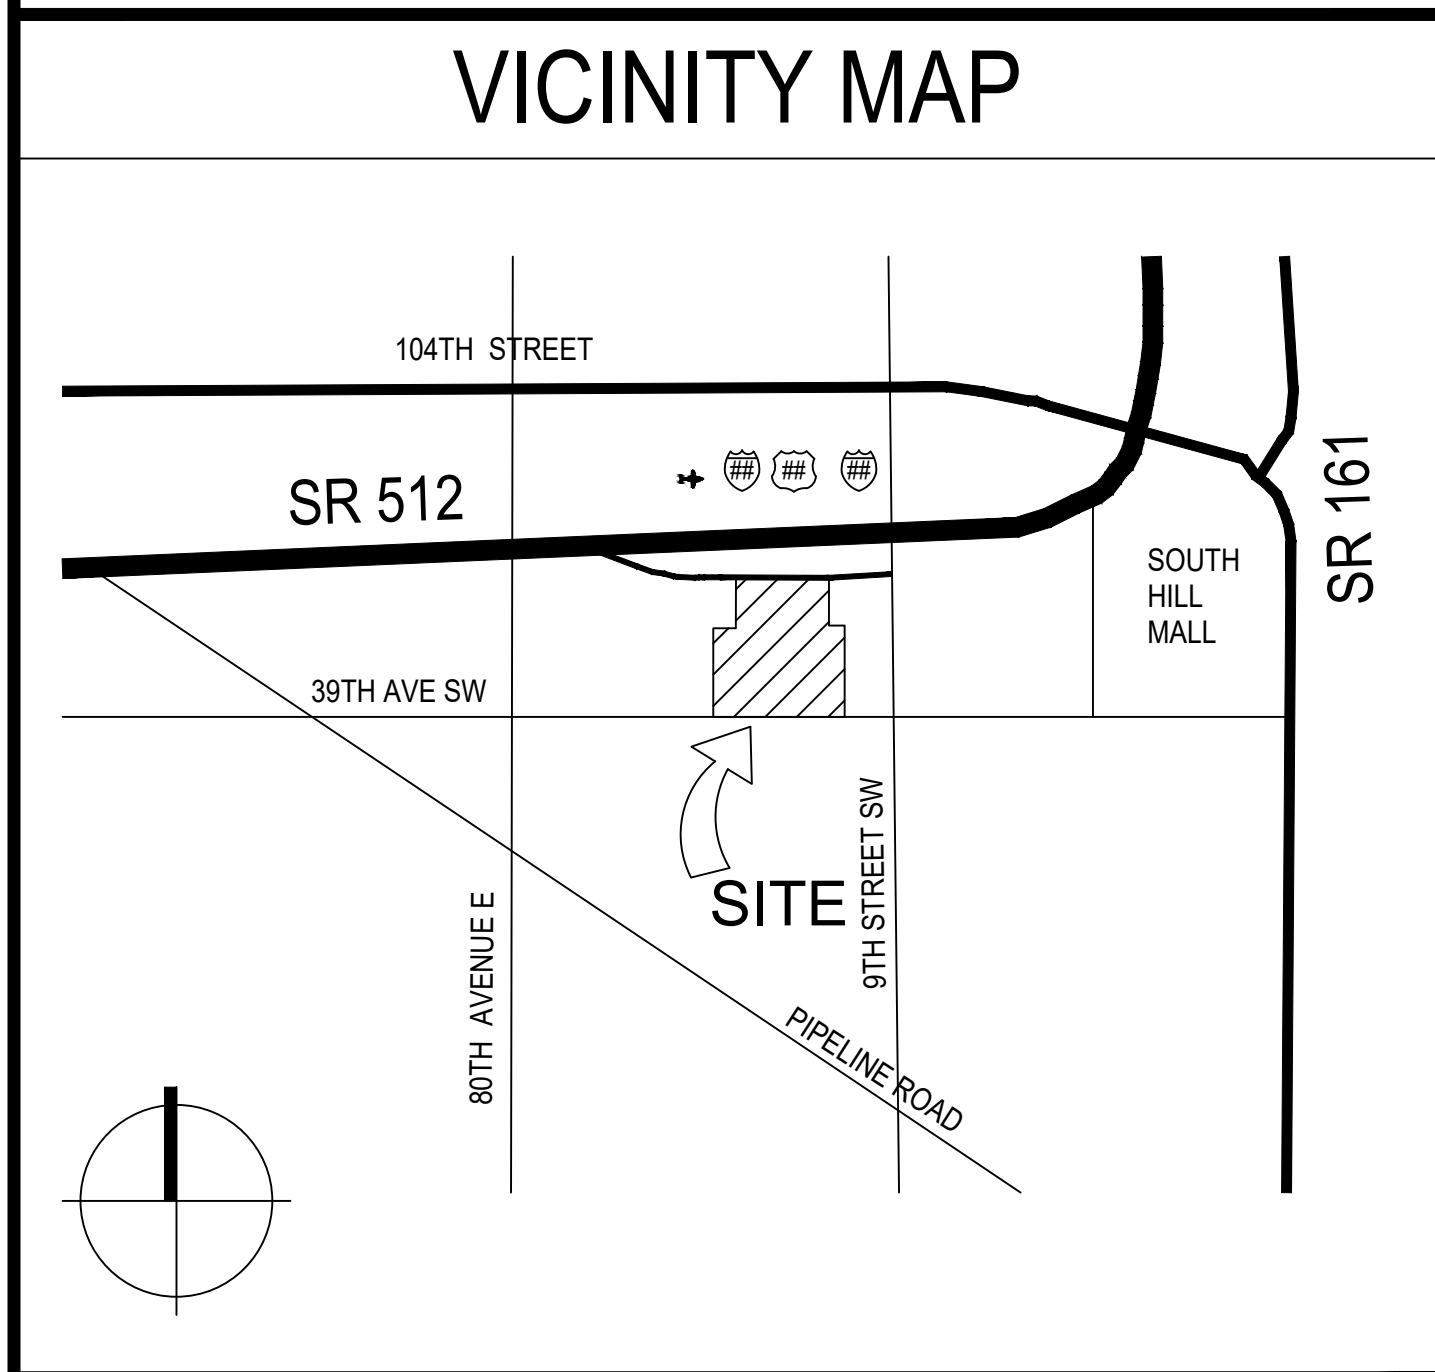 VICINITY MAP
104TH STREET
SR 512
## ## ##
SR 161
SOUTH
HILL
MALL
39TH AVE SW
SITE
9TH STREET SW
80TH AVENUE E
PIPELINE ROAD